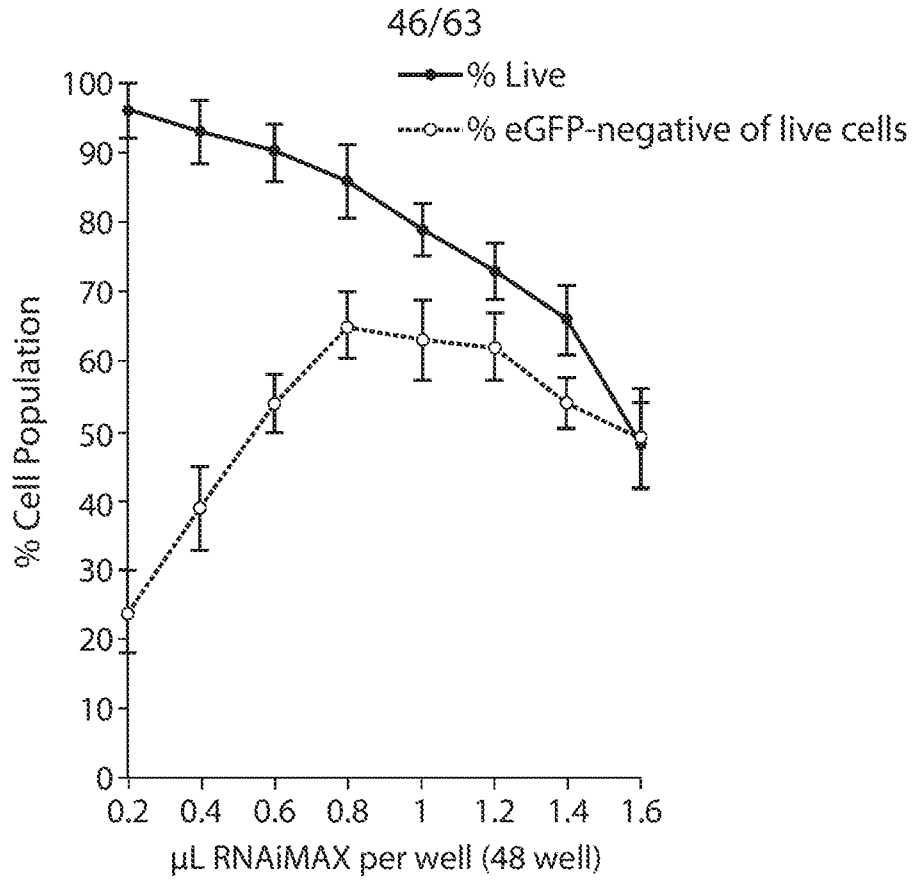 46/63
% Live
% eGFP-negative of live cells
% Cell Population
100
90
80
70
60
50
40
30
20
10
0
0.2 0.4 0.6 0.8 1 1.2 1.4 1.6
µL RNAiMAX per well (48 well)